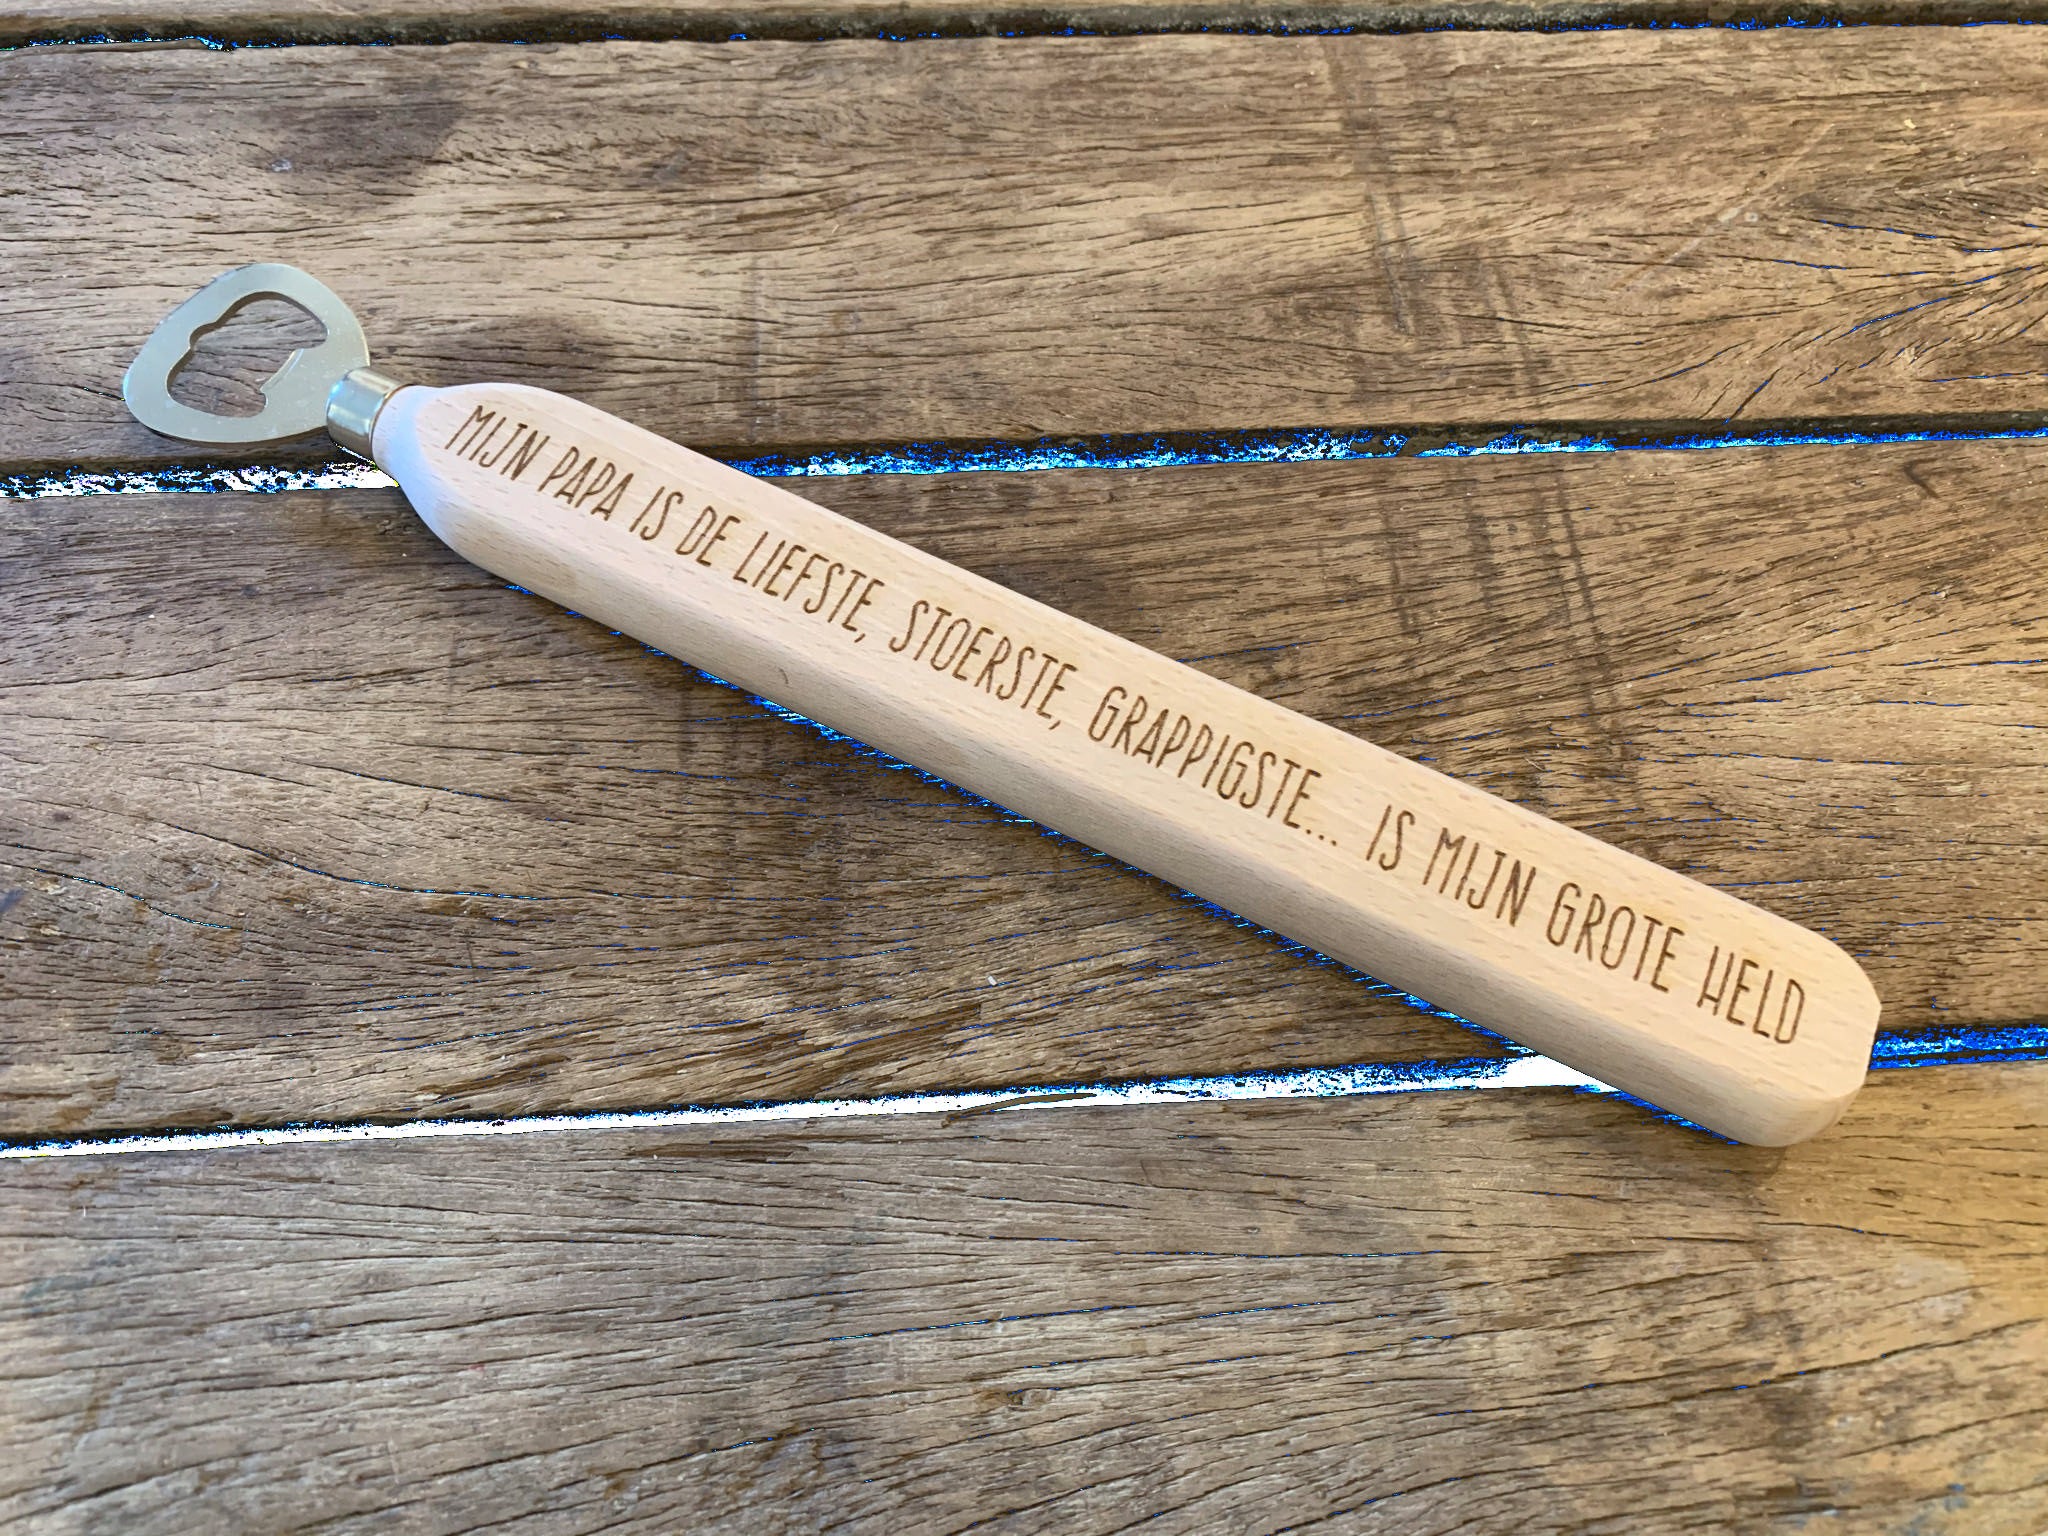 MIJN PAPA IS DE LIEFSTE, STOERSTE, GRAPPIGSTE... IS MIJN GROTE HELD